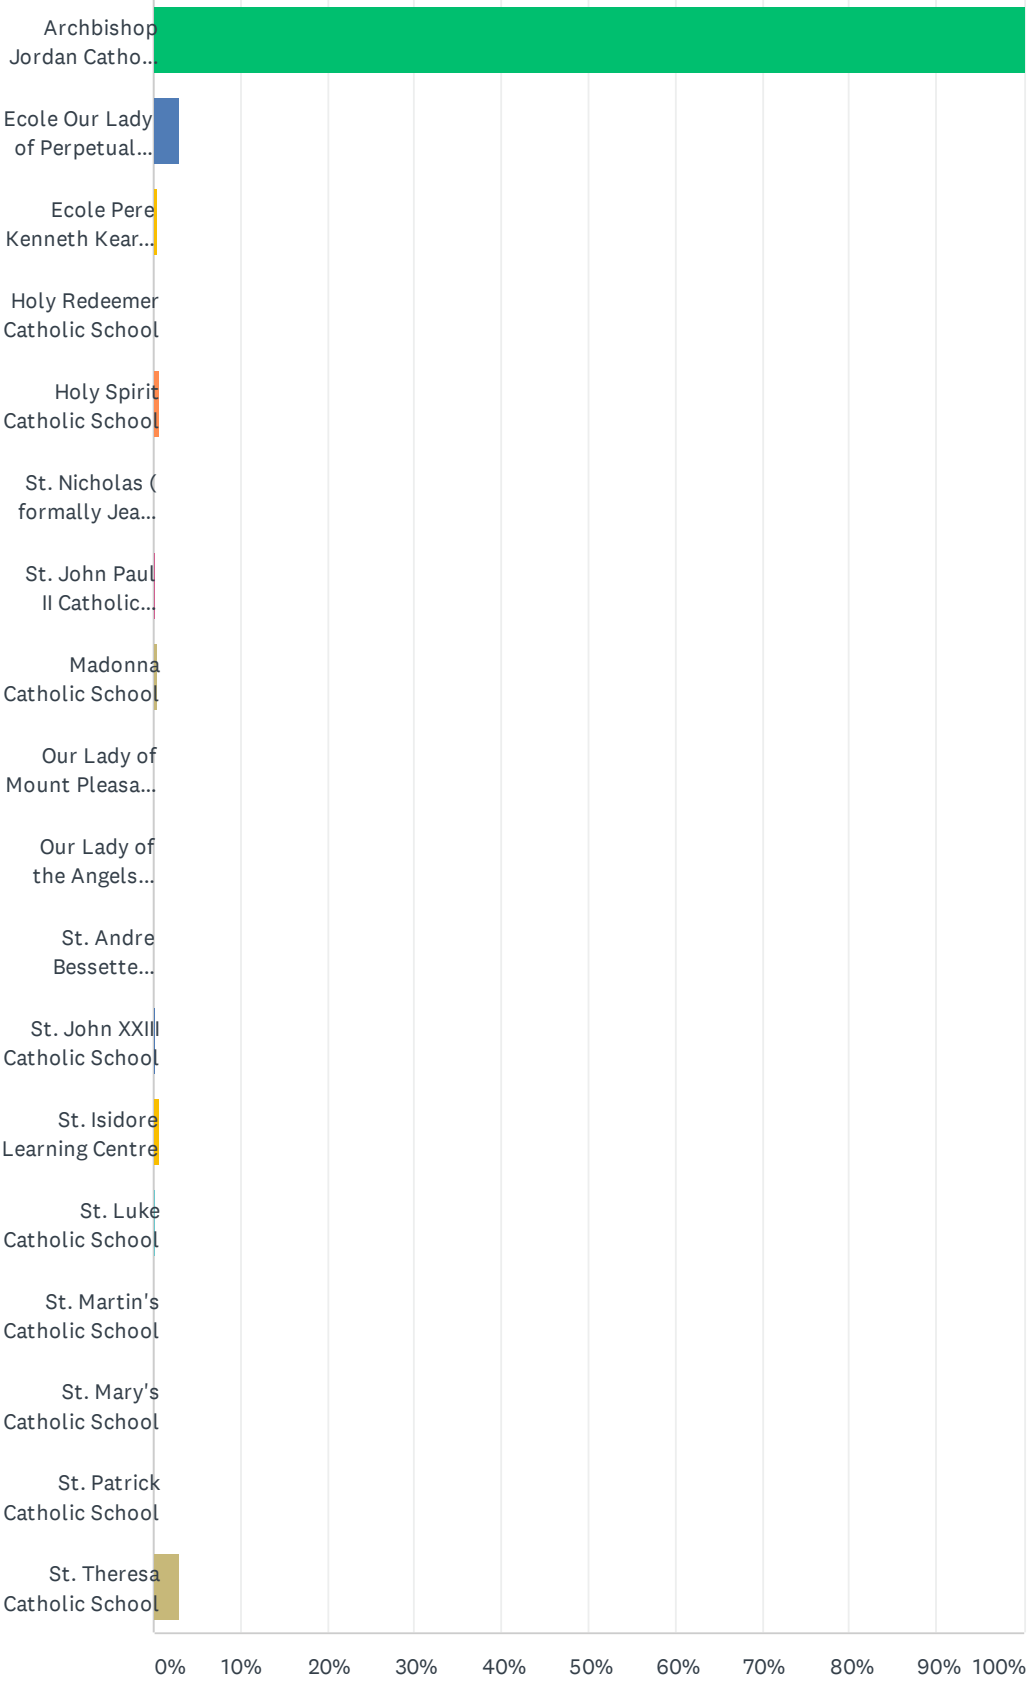 Archbishop
Jordan Catho...
Ecole Our Lady
of Perpetual...
Ecole Pere
Kenneth Kear...
Holy Redeemer
Catholic School
Holy Spirit
Catholic School
St. Nicholas (
formally Jea...
St. John Paul
II Catholic...
Madonna
Catholic School
Our Lady of
Mount Pleasa...
Our Lady of
the Angels...
St. Andre
Bessette...
St. John XXIII
Catholic School
St. Isidore
Learning Centre
St. Luke
Catholic School
St. Martin's
Catholic School
St. Mary's
Catholic School
St. Patrick
Catholic School
St. Theresa
Catholic School
0% 10% 20% 30% 40% 50% 60% 70% 80% 90% 100%